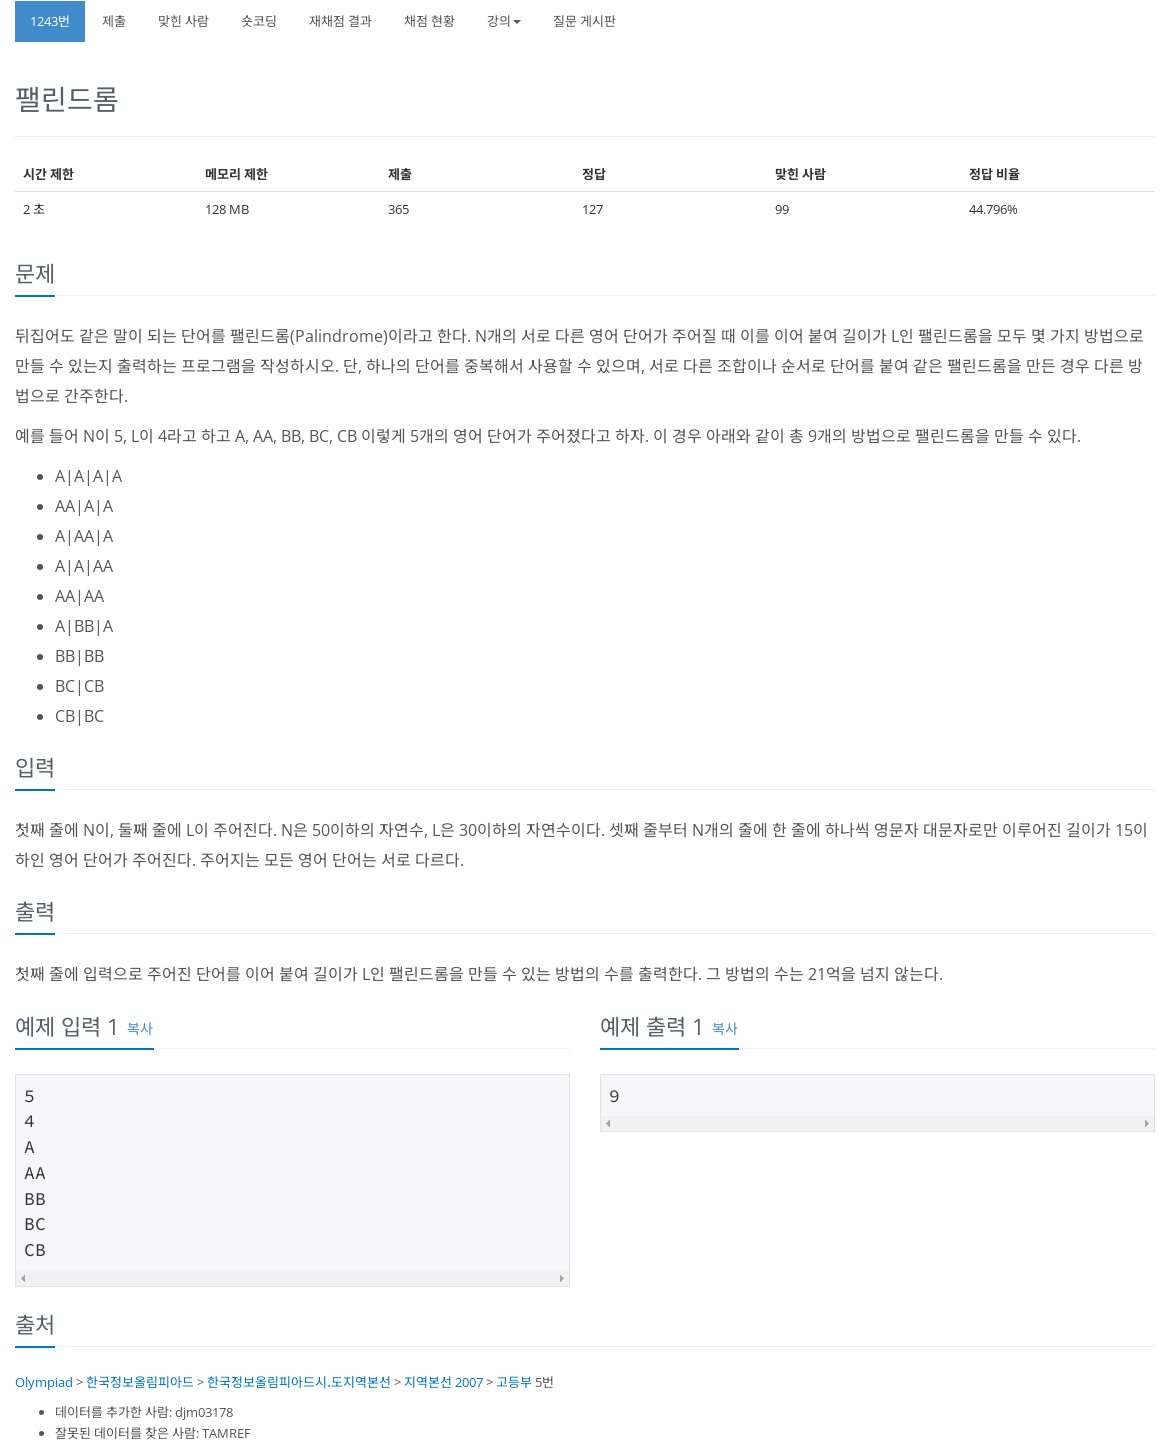 1243번 제출 맞힌 사람 숏코딩 재채점 결과 채점 현황 강의 질문 게시판
팰린드롬
시간 제한 메모리 제한 제출 정답 맞힌 사람 정답 비율
2 초 128 MB 365 127 99 44.796%
문제
뒤집어도 같은 말이 되는 단어를 팰린드롬(Palindrome)이라고 한다. N개의 서로 다른 영어 단어가 주어질 때 이를 이어 붙여 길이가 L인 팰린드롬을 모두 몇 가지 방법으로
만들 수 있는지 출력하는 프로그램을 작성하시오. 단, 하나의 단어를 중복해서 사용할 수 있으며, 서로 다른 조합이나 순서로 단어를 붙여 같은 팰린드롬을 만든 경우 다른 방
법으로 간주한다.
예를 들어 N이 5, L이 4라고 하고 A, AA, BB, BC, CB 이렇게 5개의 영어 단어가 주어졌다고 하자. 이 경우 아래와 같이 총 9개의 방법으로 팰린드롬을 만들 수 있다.
A|A|A|A
AA|A|A
A|AA|A
A|A|AA
AA|AA
A|BB|A
BB|BB
BC|CB
CB|BC
입력
첫째 줄에 N이, 둘째 줄에 L이 주어진다. N은 50이하의 자연수, L은 30이하의 자연수이다. 셋째 줄부터 N개의 줄에 한 줄에 하나씩 영문자 대문자로만 이루어진 길이가 15이
하인 영어 단어가 주어진다. 주어지는 모든 영어 단어는 서로 다르다.
출력
첫째 줄에 입력으로 주어진 단어를 이어 붙여 길이가 L인 팰린드롬을 만들 수 있는 방법의 수를 출력한다. 그 방법의 수는 21억을 넘지 않는다.
예제 입력 1 복사
5
4
A
AA
BB
BC
CB
예제 출력 1 복사
9
출처
Olympiad > 한국정보올림피아드 > 한국정보올림피아드시.도지역본선 > 지역본선 2007 > 고등부 5번
데이터를 추가한 사람: djm03178
잘못된 데이터를 찾은 사람: TAMREF